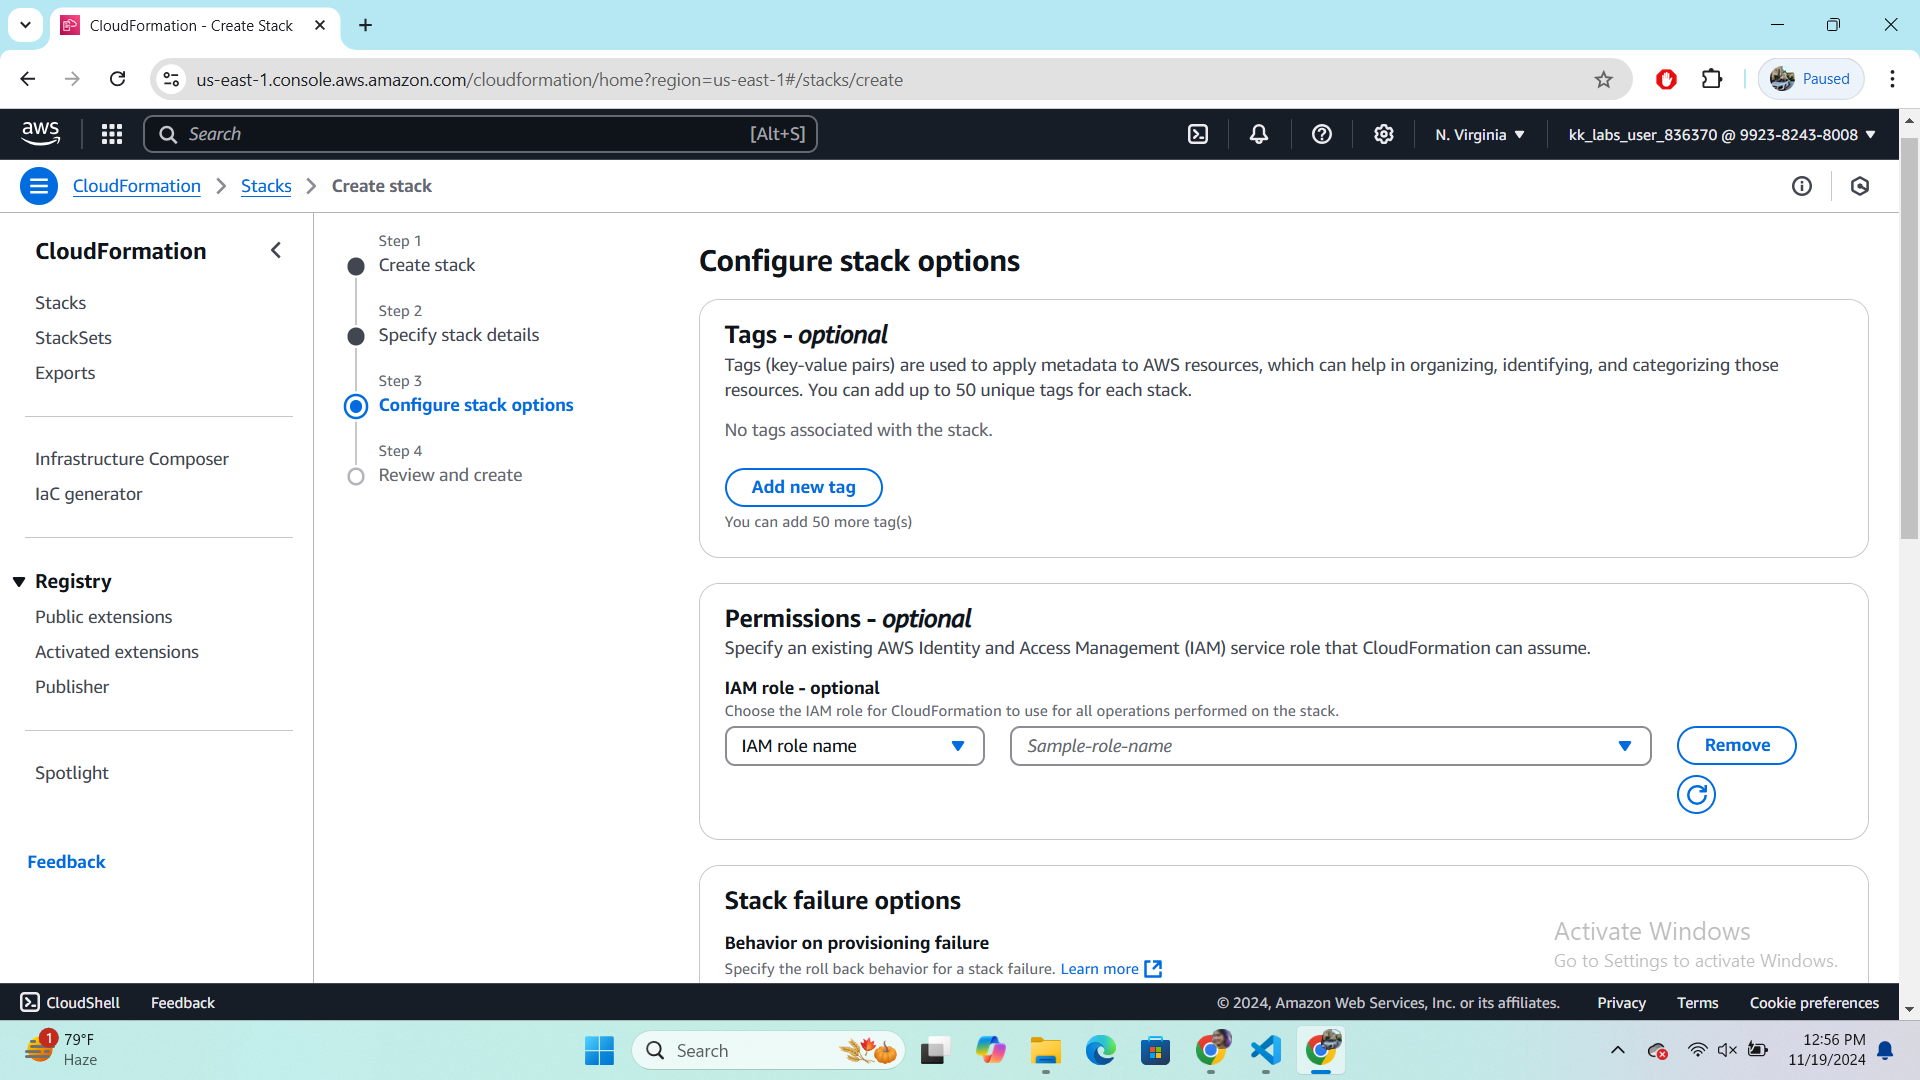 CloudFormation - Create Stack
us-east-1.console.aws.amazon.com/cloudformation/home?region=us-east-1#/stacks/create
Paused
aws
Search
[Alt+S]
N. Virginia
kk_labs_user_836370 @ 9923-8243-8008
CloudFormation
Stacks
Create stack
CloudFormation
Stacks
StackSets
Exports
Infrastructure Composer
IaC generator
Registry
Public extensions
Activated extensions
Publisher
Spotlight
Feedback
Step 1
Create stack
Step 2
Specify stack details
Step 3
Configure stack options
Step 4
Review and create
Configure stack options
Tags - optional
Tags (key-value pairs) are used to apply metadata to AWS resources, which can help in organizing, identifying, and categorizing those
resources. You can add up to 50 unique tags for each stack.
No tags associated with the stack.
Add new tag
You can add 50 more tag(s)
Permissions - optional
Specify an existing AWS Identity and Access Management (IAM) service role that CloudFormation can assume.
IAM role - optional
Choose the IAM role for CloudFormation to use for all operations performed on the stack.
IAM role name
Sample-role-name
Remove
Stack failure options
Behavior on provisioning failure
Specify the roll back behavior for a stack failure. Learn more
Activate Windows
Go to Settings to activate Windows.
CloudShell
Feedback
© 2024, Amazon Web Services, Inc. or its affiliates.
Privacy
Terms
Cookie preferences
1
79°F
Haze
Search
12:56 PM
11/19/2024